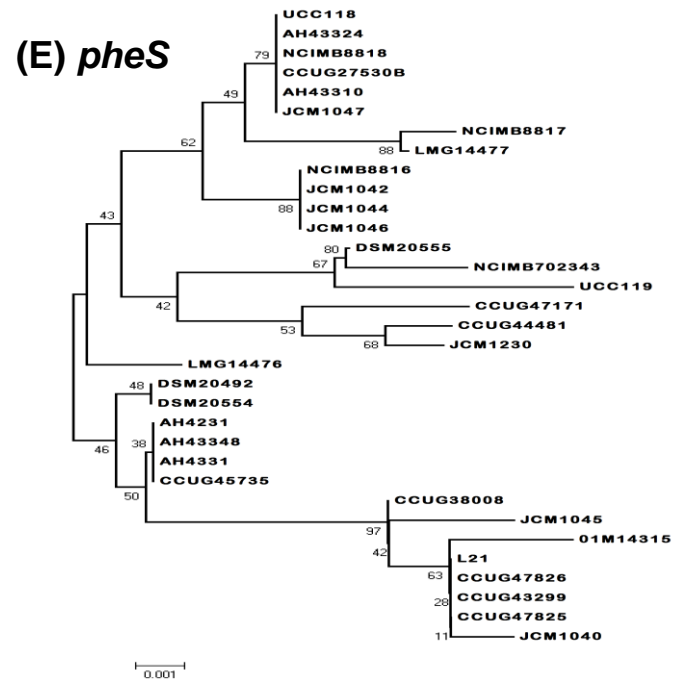 (E) pheS
UCC118
AH43324
NCIMB8818
79
CCUG27530B
AH43310
49
JCM1047
NCIMB8817
62
88
LMG14477
NCIMB8816
JCM1042
88
JCM1044
43
JCM1046
80
DSM20555
67
NCIMB702343
UCC119
42
CCUG47171
53
CCUG44481
68
JCM1230
LMG14476
48
DSM20492
DSM20554
AH4231
38
AH43348
46
AH4331
CCUG45735
50
CCUG38008
97
JCM1045
01M14315
42
L21
63
CCUG47826
CCUG43299
28
CCUG47825
11
JCM1040
0.001